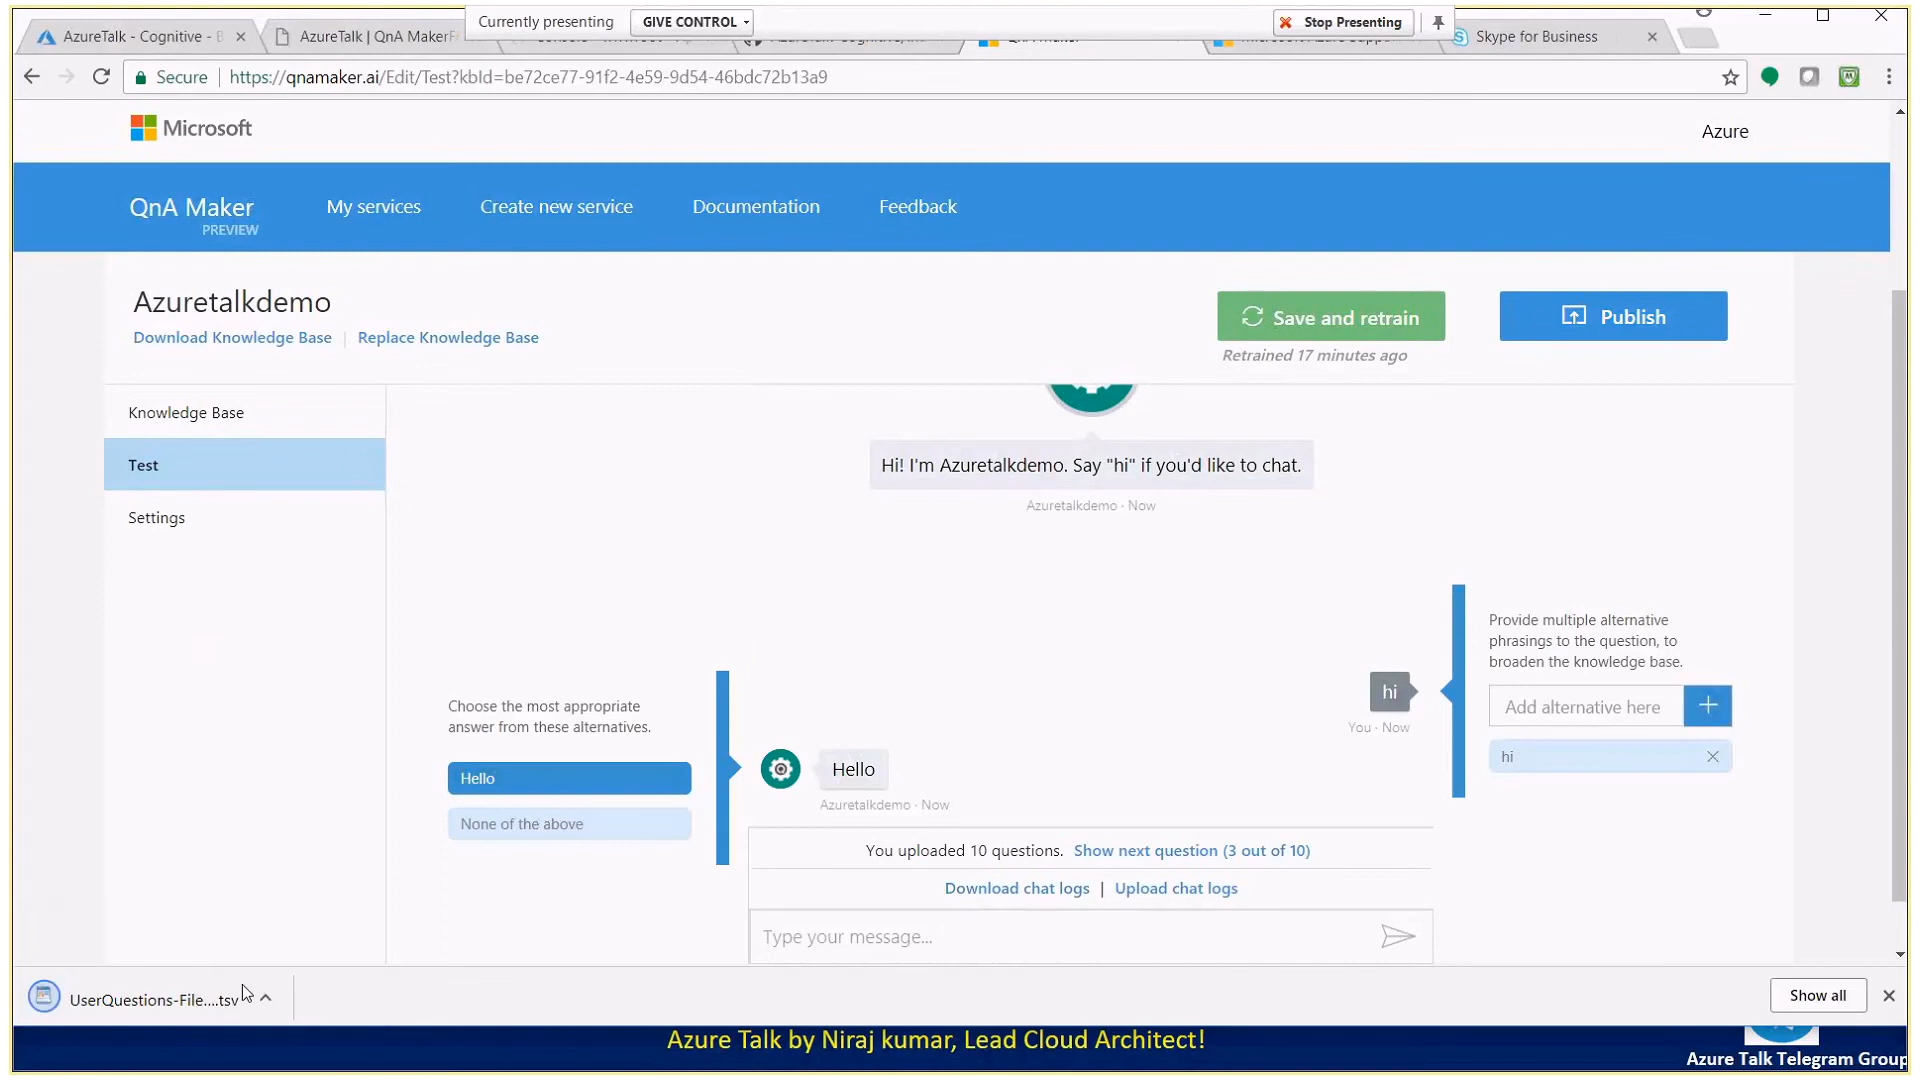 Currently presenting
GIVE CONTROL
Stop Presenting
AzureTalk - Cognitive - B
AzureTalk | QnA MakerF
Skype for Business
Secure
https://qnamaker.ai/Edit/Test?kbId=be72ce77-91f2-4e59-9d54-46bdc72b13a9
Microsoft
Azure
QnA Maker
PREVIEW
My services
Create new service
Documentation
Feedback
Azuretalkdemo
Download Knowledge Base | Replace Knowledge Base
Save and retrain
Publish
Retrained 17 minutes ago
Knowledge Base
Test
Settings
Hi! I'm Azuretalkdemo. Say "hi" if you'd like to chat.
Azuretalkdemo · Now
Provide multiple alternative
phrasings to the question, to
broaden the knowledge base.
Add alternative here
hi
hi
You · Now
Choose the most appropriate
answer from these alternatives.
Hello
None of the above
Hello
Azuretalkdemo · Now
You uploaded 10 questions. Show next question (3 out of 10)
Download chat logs | Upload chat logs
Type your message...
UserQuestions-File....tsv
Show all
Azure Talk by Niraj kumar, Lead Cloud Architect!
Azure Talk Telegram Group